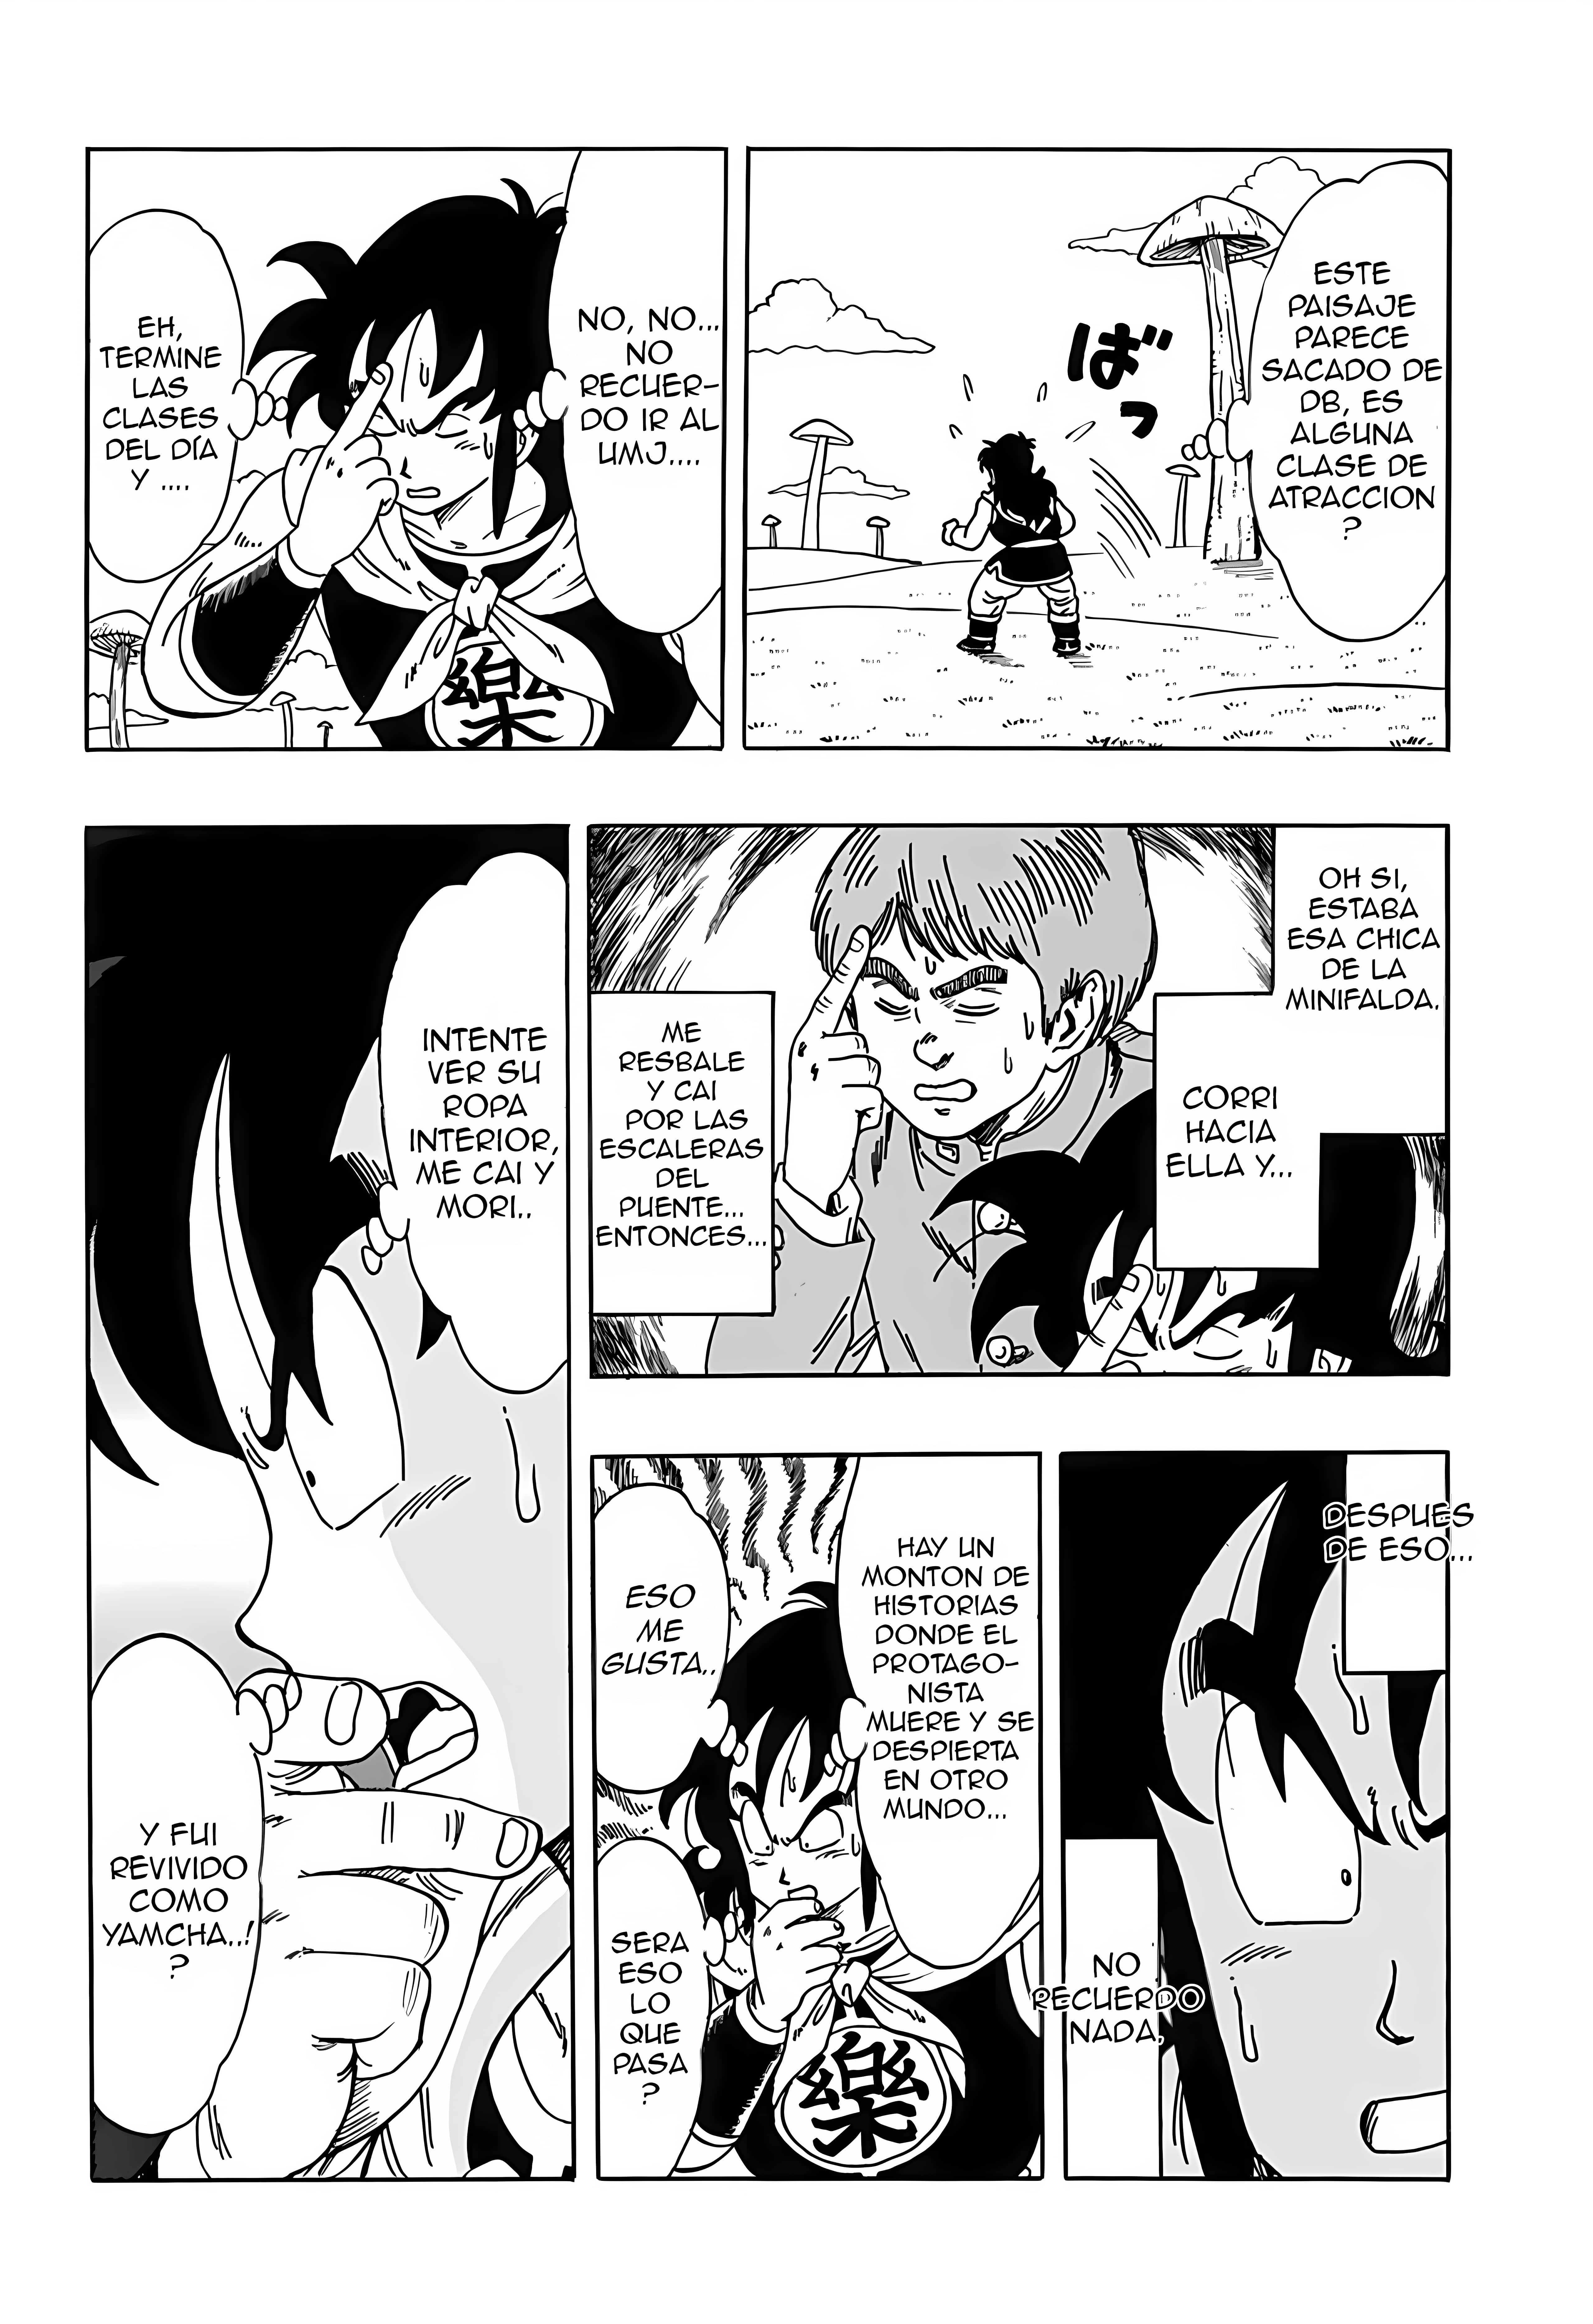 ESTE
PAISAJE
PARECE
SACADO DE
DB, ES
ALGUNA
CLASE DE
ATRACCION
?
ばっ
NO, NO...
NO
RECUER-
DO IR AL
UMJ....
EH,
TERMINE
LAS
CLASES
DEL DÍA
Y ....
樂
OH SI,
ESTABA
ESA CHICA
DE LA
MINIFALDA.
CORRI
HACIA
ELLA Y...
ME
RESBALE
Y CAI
POR LAS
ESCALERAS
DEL
PUENTE...
ENTONCES...
DESPUES
DE ESO...
NO
RECUERDO
NADA.
HAY UN
MONTON DE
HISTORIAS
DONDE EL
PROTAGO-
NISTA
MUERE Y SE
DESPIERTA
EN OTRO
MUNDO...
ESO
ME
GUSTA..
SERA
ESO
LO
QUE
PASA
?
樂
INTENTE
VER SU
ROPA
INTERIOR,
ME CAI Y
MORI..
Y FUI
REVIVIDO
COMO
YAMCHA..!
?